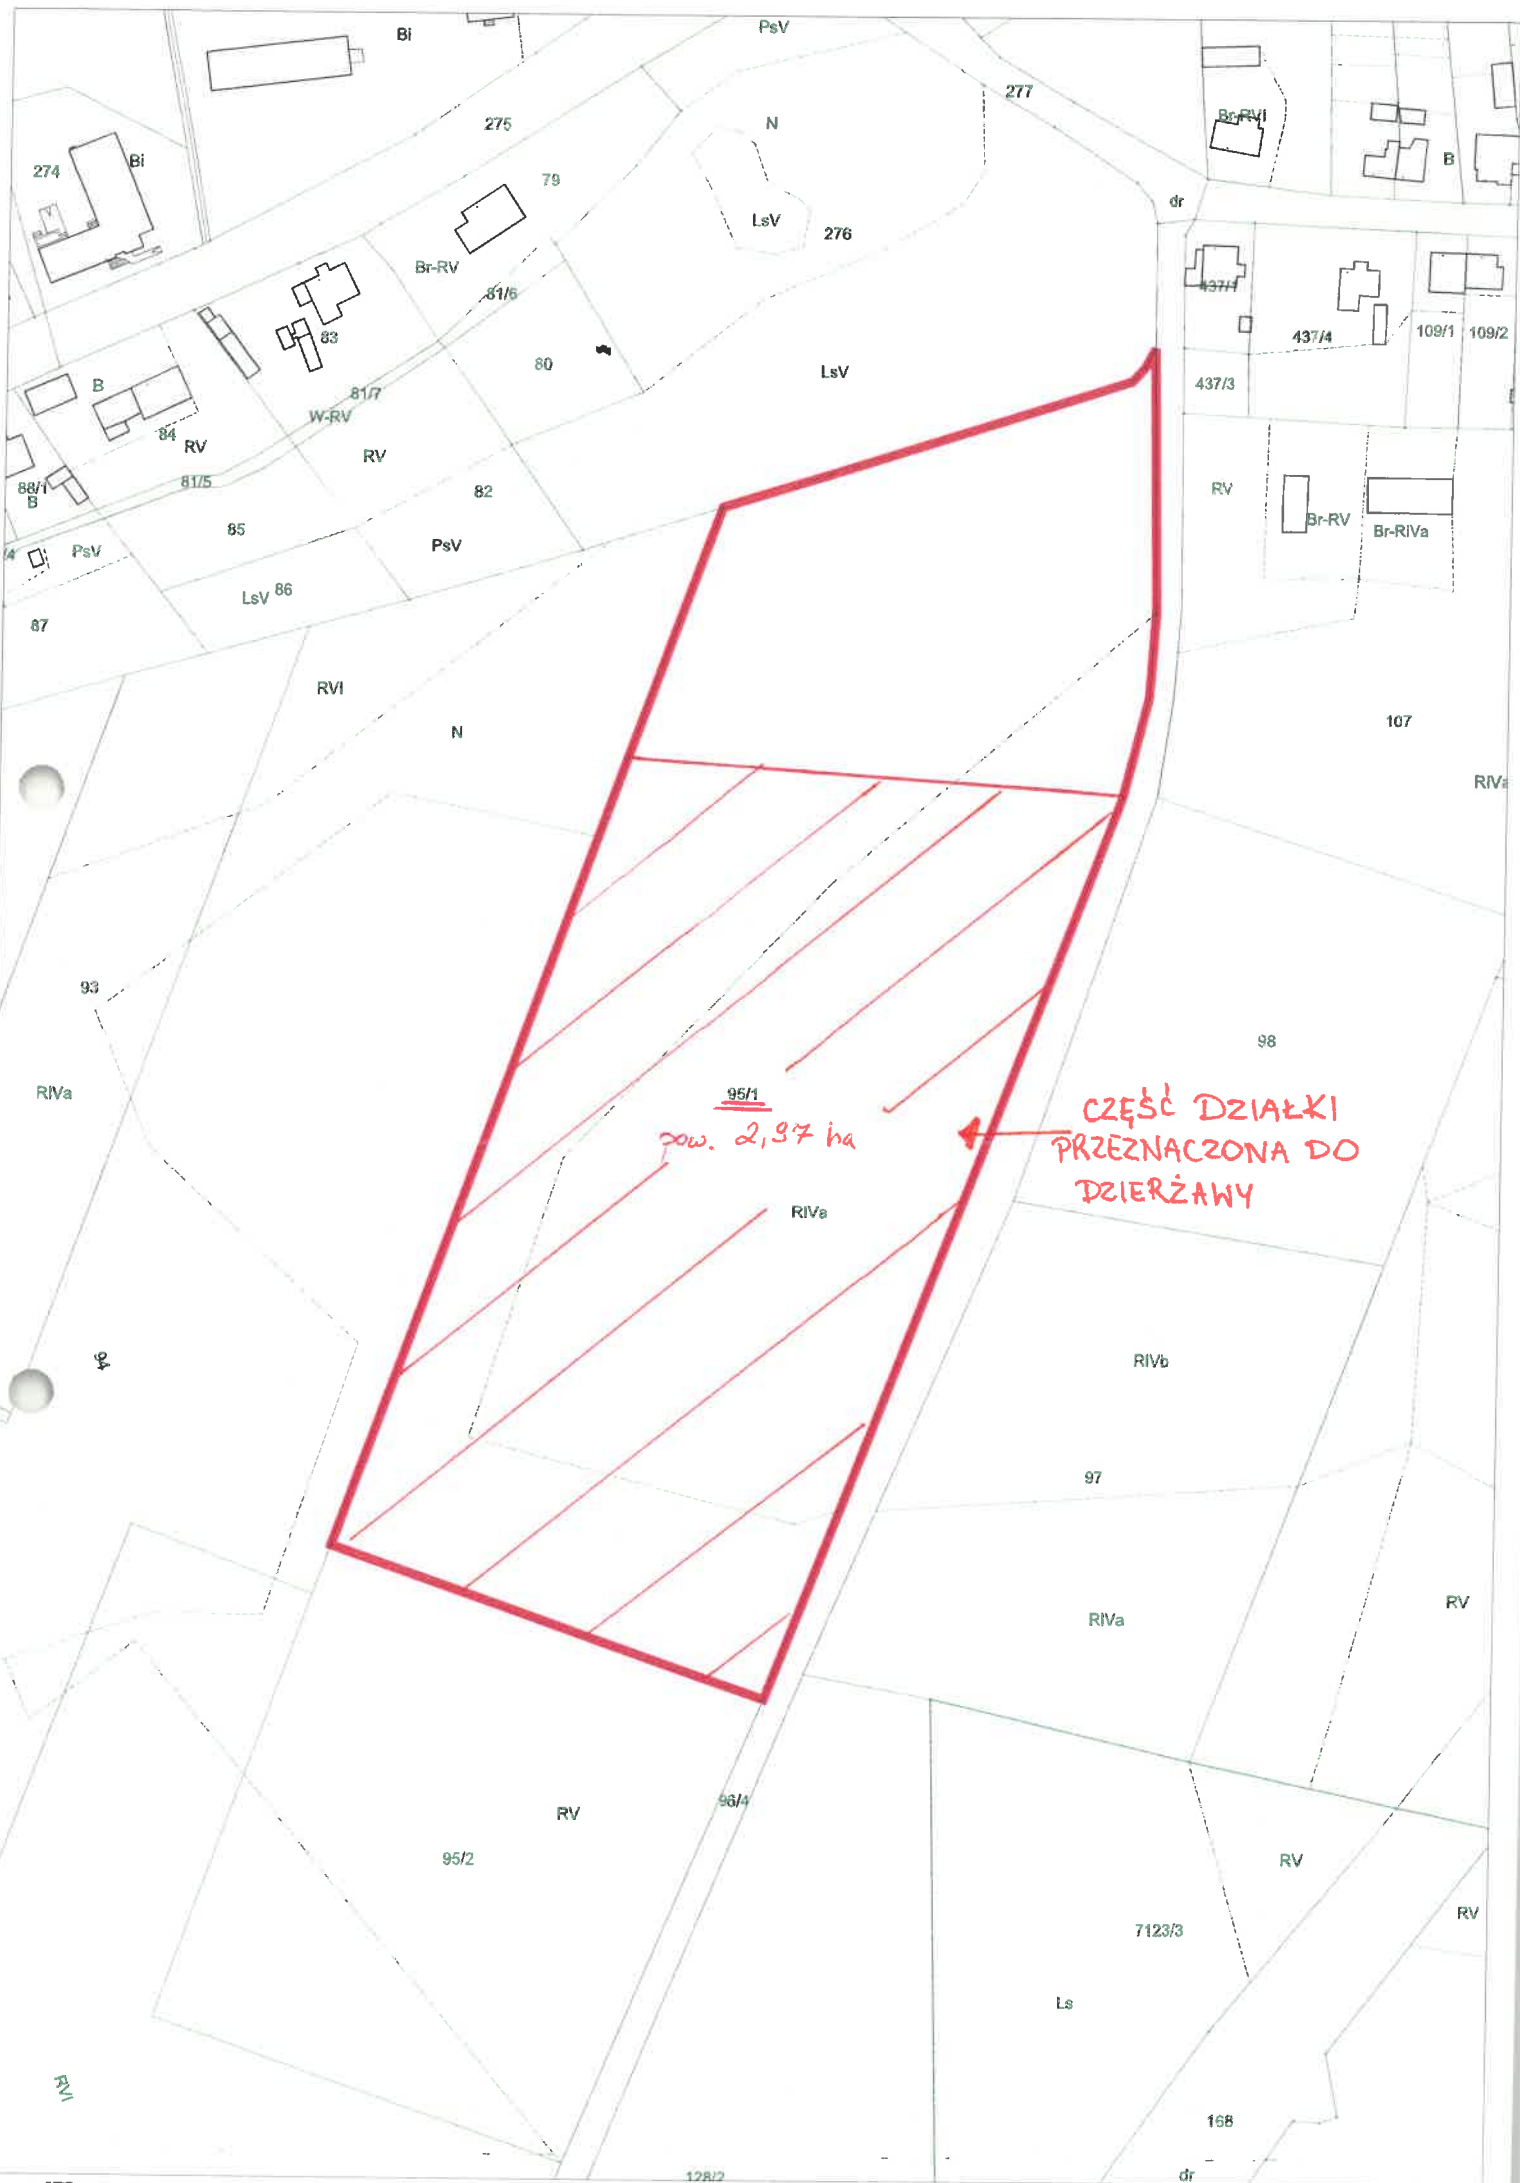 Bi
PsV
277
275
N
Br-RVI
274
Bi
79
B
LsV
276
dr
Br-RV
81/6
437/1
83
437/4
109/1
109/2
80
LsV
B
81/7
437/3
W-RV
84
RV
RV
81/5
82
RV
88/1
B
85
Br-RV
Br-RIVa
PsV
PsV
LsV 86
87
RVI
N
107
93
98
RIVa
95/1
pow. 2,97 ha
CZĘŚĆ DZIAŁKI
PRZEZNACZONA DO
DZIERŻAWY
RIVa
94
RIVb
97
RV
RIVa
96/4
RV
95/2
RV
RV
7123/3
Ls
RVI
168
128/2
dr